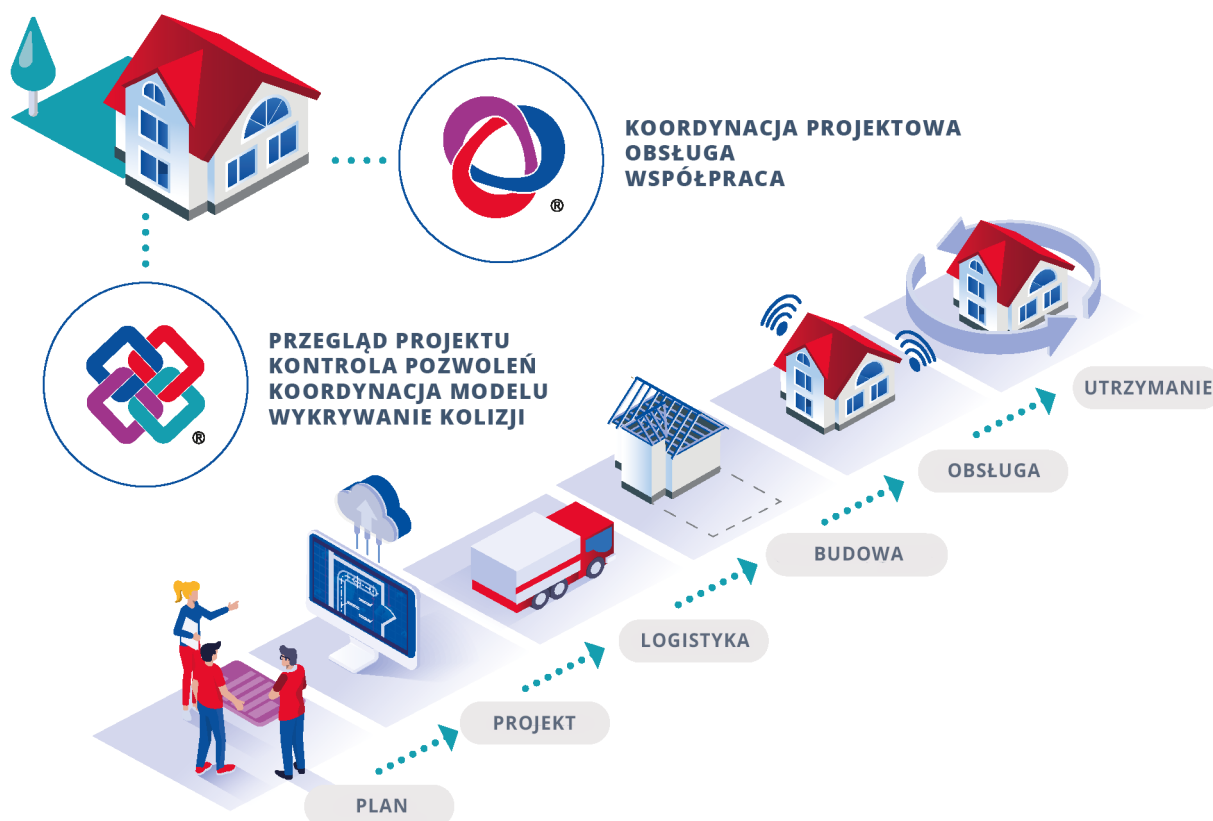 KOORDYNACJA PROJEKTOWA
OBSŁUGA
WSPÓŁPRACA
®
PRZEGLĄD PROJEKTU
KONTROLA POZWOLEŃ
KOORDYNACJA MODELU
WYKRYWANIE KOLIZJI
®
UTRZYMANIE
OBSŁUGA
BUDOWA
LOGISTYKA
PROJEKT
PLAN